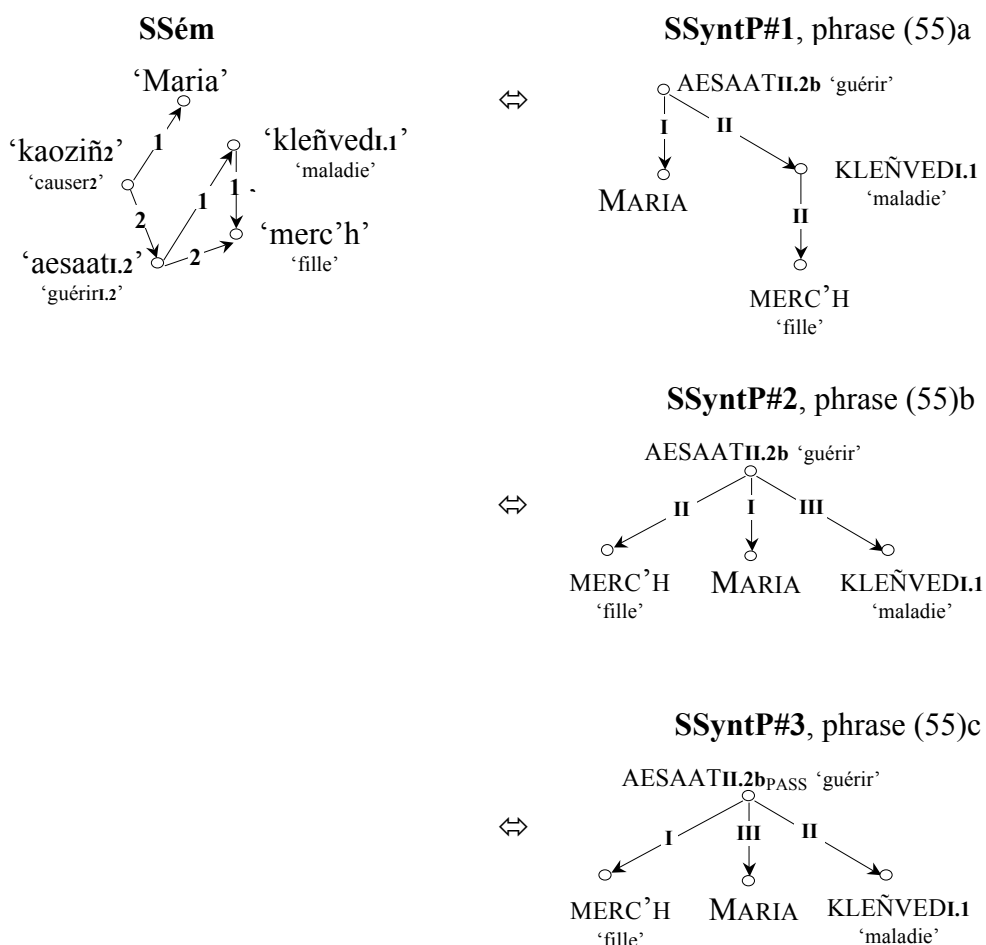 SSém
‘Maria’
‘kaoziñ2’
‘causer2’
‘kleñvedI.1’
‘maladie’
1
1
1
2
2
‘merc’h’
‘fille’
‘aesaatI.2’
‘guérirI.2’
SSyntP#1, phrase (55)a
⇔
AESAATII.2b ‘guérir’
I
II
MARIA
KLEÑVEDI.1
‘maladie’
II
MERC’H
‘fille’
SSyntP#2, phrase (55)b
AESAATII.2b ‘guérir’
⇔
II
I
III
MERC’H
‘fille’
MARIA
KLEÑVEDI.1
‘maladie’
SSyntP#3, phrase (55)c
AESAATII.2bPASS ‘guérir’
⇔
I
III
II
MERC’H
‘fille’
MARIA
KLEÑVEDI.1
‘maladie’